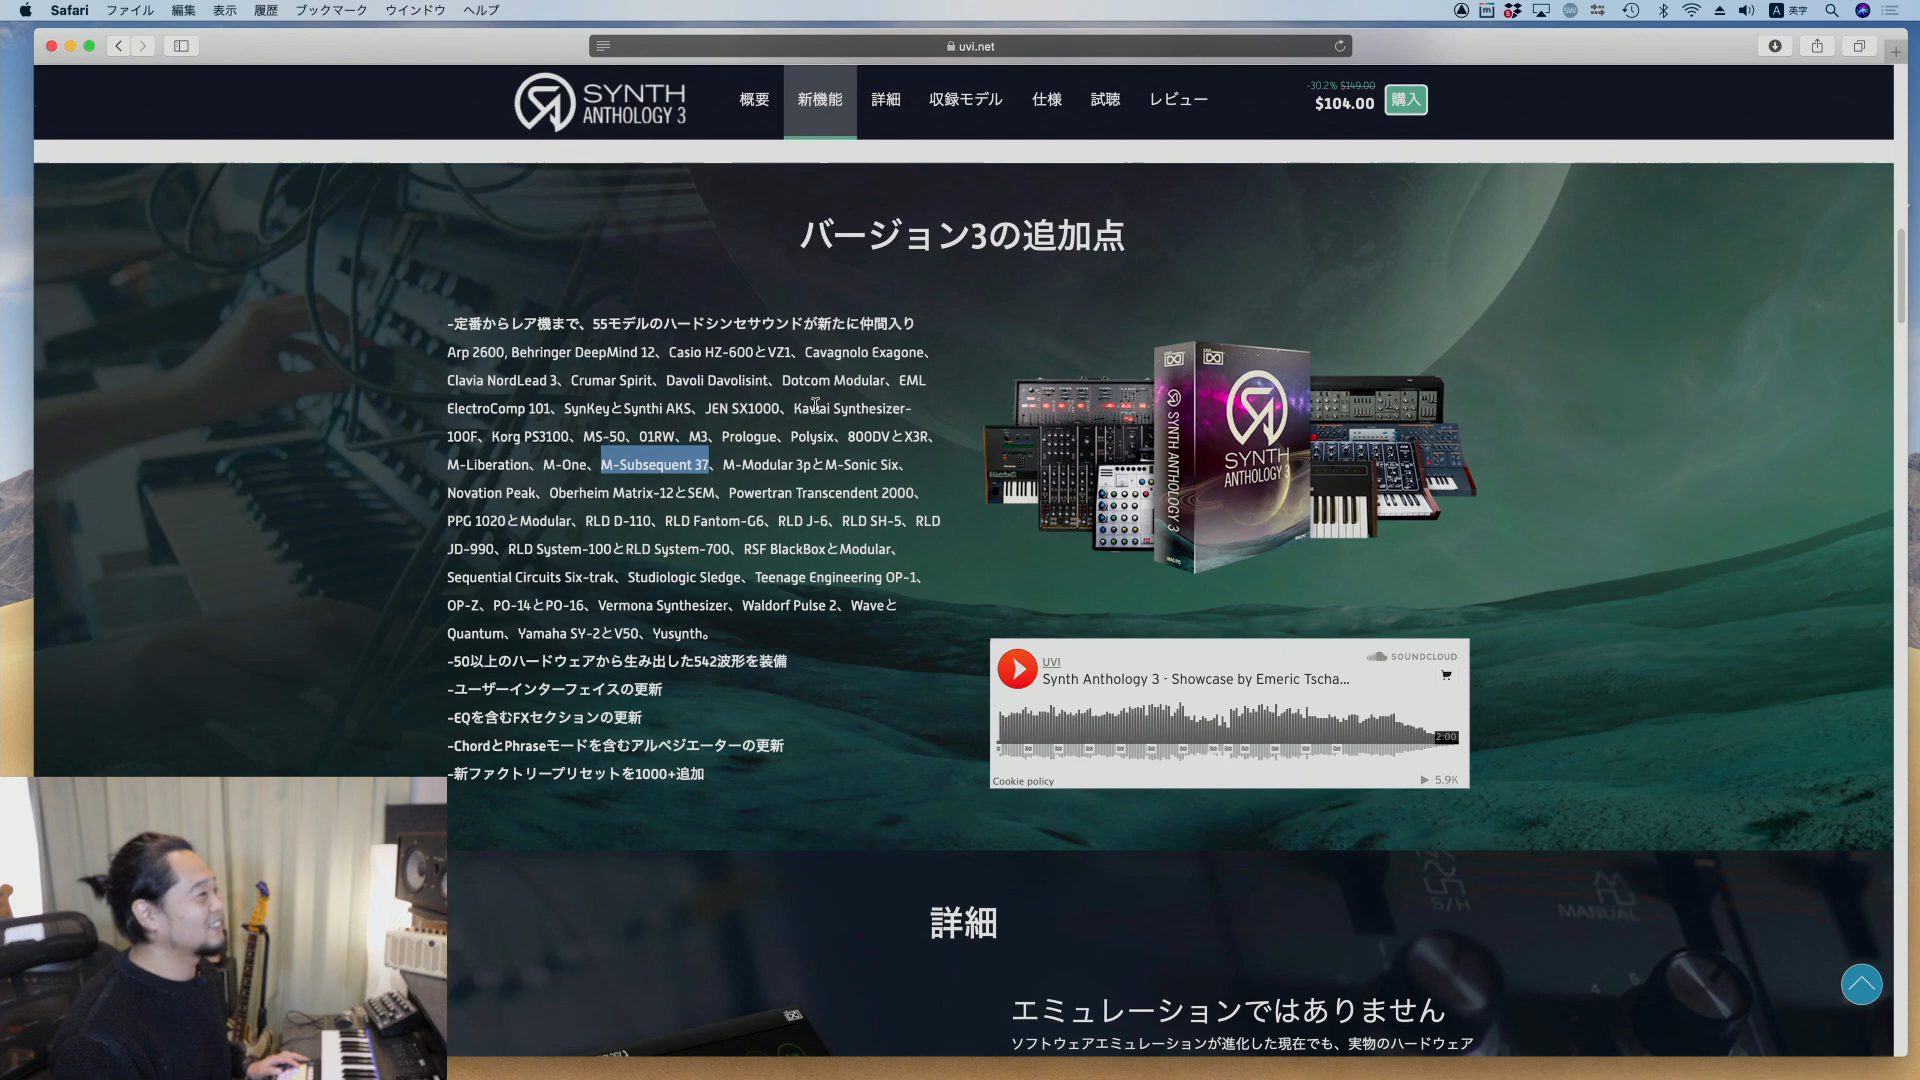 Safari ファイル 編集 表示 履歴 ブックマーク ウインドウ ヘルプ
A 英字
uvi.net
SYNTH
ANTHOLOGY 3
概要 新機能 詳細 収録モデル 仕様 試聴 レビュー
-30.2% $149.00
$104.00
購入
バージョン3の追加点
-定番からレア機まで、55モデルのハードシンセサウンドが新たに仲間入り
Arp 2600, Behringer DeepMind 12、Casio HZ-600とVZ1、Cavagnolo Exagone、
Clavia NordLead 3、Crumar Spirit、Davoli Davolisint、Dotcom Modular、EML
ElectroComp 101、SynKeyとSynthi AKS、JEN SX1000、Kawai Synthesizer-
100F、Korg PS3100、MS-50、01RW、M3、Prologue、Polysix、800DVとX3R、
M-Liberation、M-One、M-Subsequent 37、M-Modular 3pとM-Sonic Six、
Novation Peak、Oberheim Matrix-12とSEM、Powertran Transcendent 2000、
PPG 1020とModular、RLD D-110、RLD Fantom-G6、RLD J-6、RLD SH-5、RLD
JD-990、RLD System-100とRLD System-700、RSF BlackBoxとModular、
Sequential Circuits Six-trak、Studiologic Sledge、Teenage Engineering OP-1、
OP-Z、PO-14とPO-16、Vermona Synthesizer、Waldorf Pulse 2、Waveと
Quantum、Yamaha SY-2とV50、Yusynth。
-50以上のハードウェアから生み出した542波形を装備
-ユーザーインターフェイスの更新
-EQを含むFXセクションの更新
-ChordとPhraseモードを含むアルペジエーターの更新
-新ファクトリープリセットを1000+追加
SYNTH ANTHOLOGY 3
SYNTH
ANTHOLOGY 3
UVI
SOUNDCLOUD
Synth Anthology 3 - Showcase by Emeric Tscha...
2:00
Cookie policy
5.9K
詳細
S/H
MANUAL
エミュレーションではありません
ソフトウェアエミュレーションが進化した現在でも、実物のハードウェア